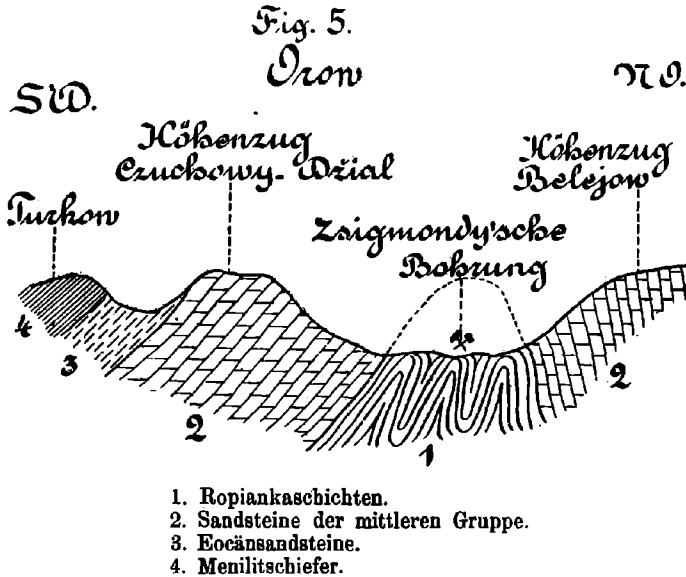 Fig. 5.
Orow
SW.
NO.
Höhenzug
Czuchowy-Džial
Höhenzug
Belejow
Turkow
Zsigmondy'sche
Bohrung
4
3
2
1
2
1. Ropiankaschichten.
2. Sandsteine der mittleren Gruppe.
3. Eocänsandsteine.
4. Menilitschiefer.